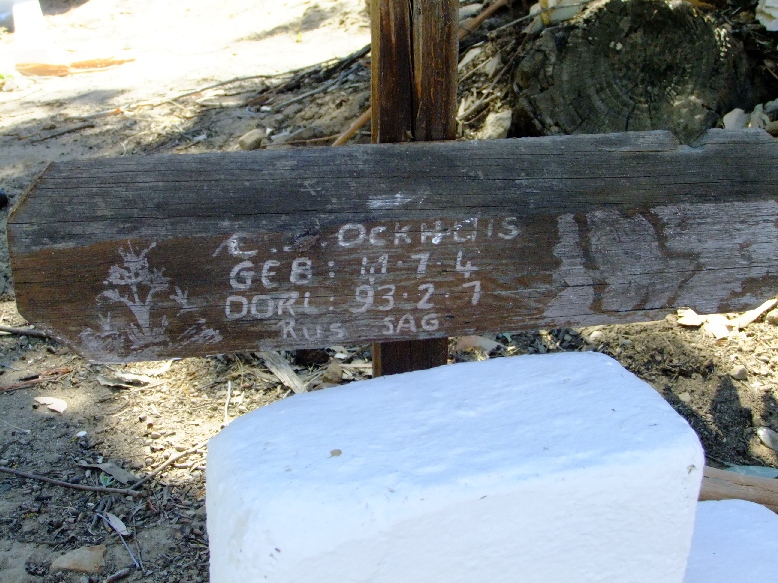 C. OCKHUIS
GEB: 11·7·4
OORL: 93·2·7
RUS SAG